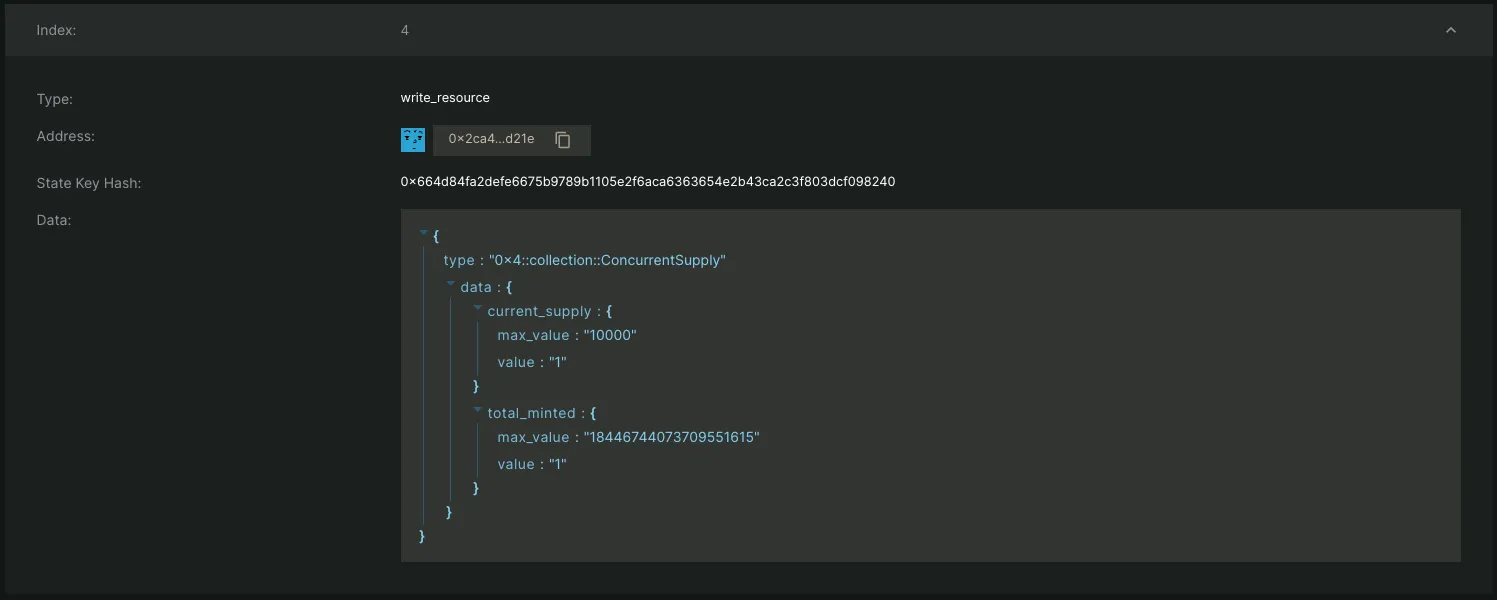 Index: 4
Type: write_resource
Address: 0x2ca4...d21e
State Key Hash: 0x664d84fa2defe6675b9789b1105e2f6aca6363654e2b43ca2c3f803dcf098240
Data:
{
type : "0x4::collection::ConcurrentSupply"
data : {
current_supply : {
max_value : "10000"
value : "1"
}
total_minted : {
max_value : "18446744073709551615"
value : "1"
}
}
}